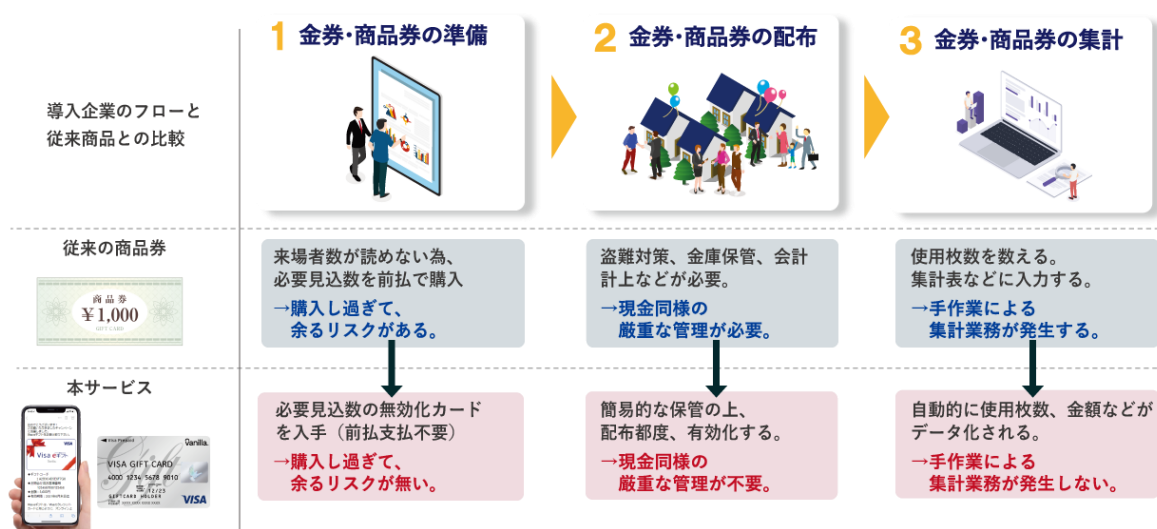 1 金券・商品券の準備
2 金券・商品券の配布
3 金券・商品券の集計
導入企業のフローと
従来商品との比較
従来の商品券
商品券
¥1,000
GIFT CARD
来場者数が読めない為、
必要見込数を前払で購入
→購入し過ぎて、
余るリスクがある。
盗難対策、金庫保管、会計
計上などが必要。
→現金同様の
厳重な管理が必要。
使用枚数を数える。
集計表などに入力する。
→手作業による
集計業務が発生する。
本サービス
VISA
Visa eギフト
Visa Prepaid
Vanilla
Gift
VISA GIFT CARD
4000 1234 5678 9010
12/23
GIFTCARD HOLDER
VISA
必要見込数の無効化カード
を入手（前払支払不要）
→購入し過ぎて、
余るリスクが無い。
簡易的な保管の上、
配布都度、有効化する。
→現金同様の
厳重な管理が不要。
自動的に使用枚数、金額などが
データ化される。
→手作業による
集計業務が発生しない。